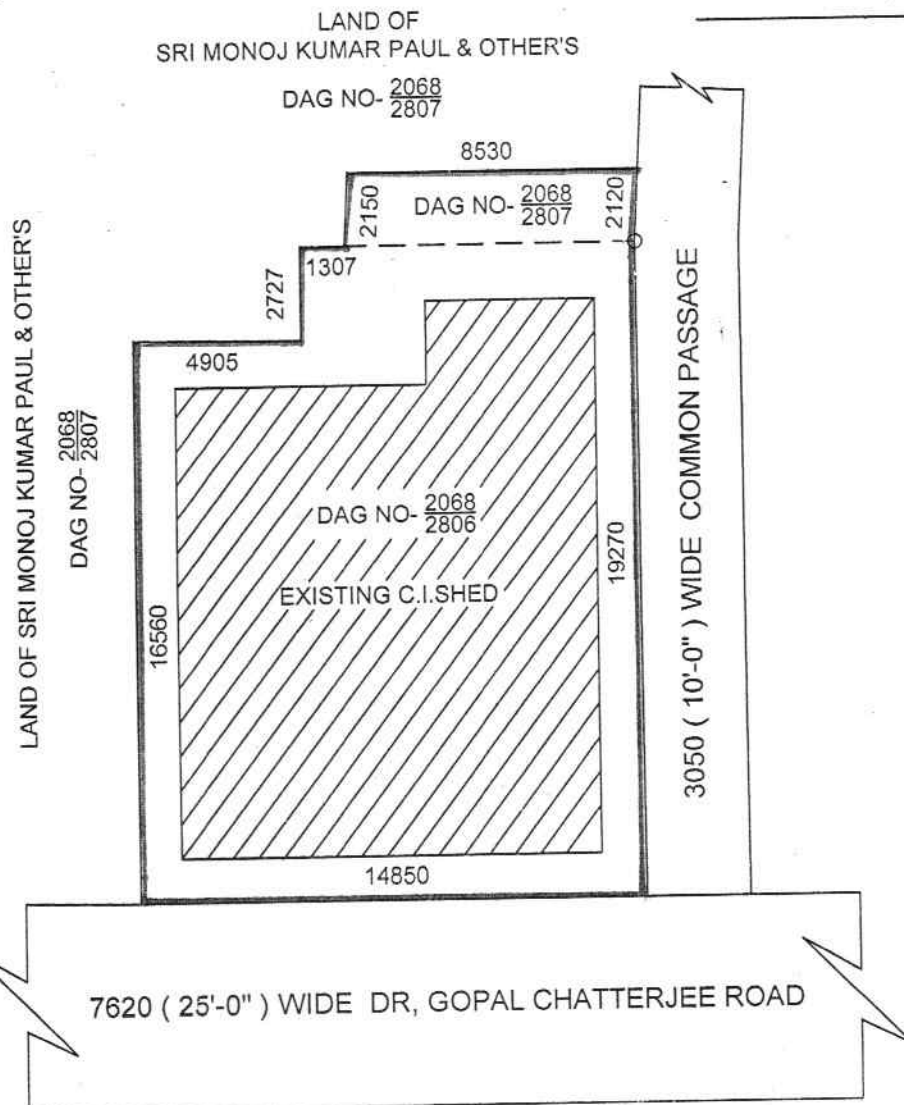 LAND OF
SRI MONOJ KUMAR PAUL & OTHER'S
DAG NO- 2068/2807
8530
2150
DAG NO- 2068/2807
2120
1307
2727
4905
LAND OF SRI MONOJ KUMAR PAUL & OTHER'S
DAG NO- 2068/2807
DAG NO- 2068/2806
EXISTING C.I.SHED
16560
19270
3050 ( 10'-0" ) WIDE COMMON PASSAGE
14850
7620 ( 25'-0" ) WIDE DR, GOPAL CHATTERJEE ROAD